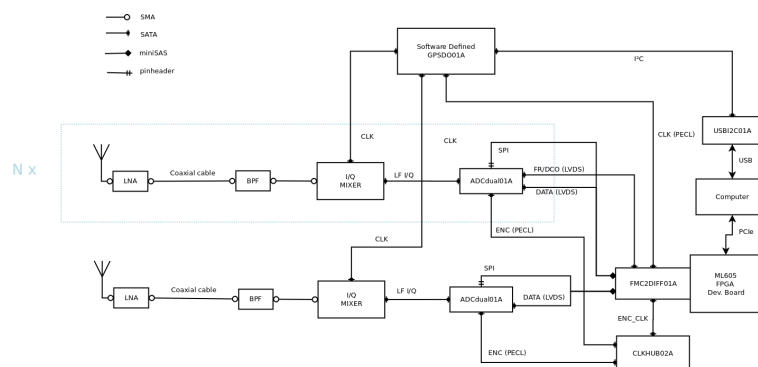 SMA
SATA
miniSAS
pinheader
Software Defined
GPSDO01A
I²C
CLK
CLK
CLK (PECL)
USBI2C01A
USB
N x
SPI
Coaxial cable
LNA
BPF
I/Q
MIXER
LF I/Q
ADCdual01A
FR/DCO (LVDS)
DATA (LVDS)
Computer
ENC (PECL)
PCIe
CLK
SPI
Coaxial cable
LNA
BPF
I/Q
MIXER
LF I/Q
ADCdual01A
DATA (LVDS)
FMC2DIFF01A
ML605
FPGA
Dev. Board
ENC_CLK
ENC (PECL)
CLKHUB02A